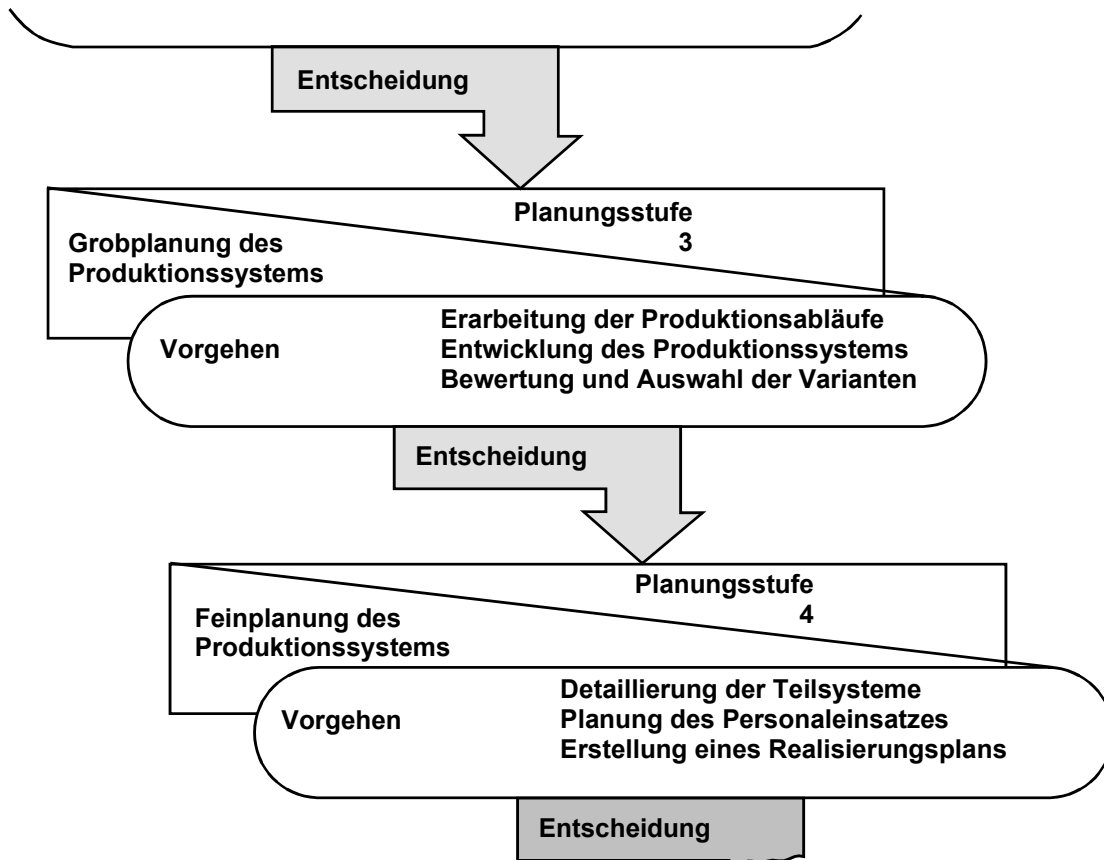 Entscheidung
Planungsstufe
3
Grobplanung des
Produktionssystems
Vorgehen
Erarbeitung der Produktionsabläufe
Entwicklung des Produktionssystems
Bewertung und Auswahl der Varianten
Entscheidung
Planungsstufe
4
Feinplanung des
Produktionssystems
Vorgehen
Detaillierung der Teilsysteme
Planung des Personaleinsatzes
Erstellung eines Realisierungsplans
Entscheidung